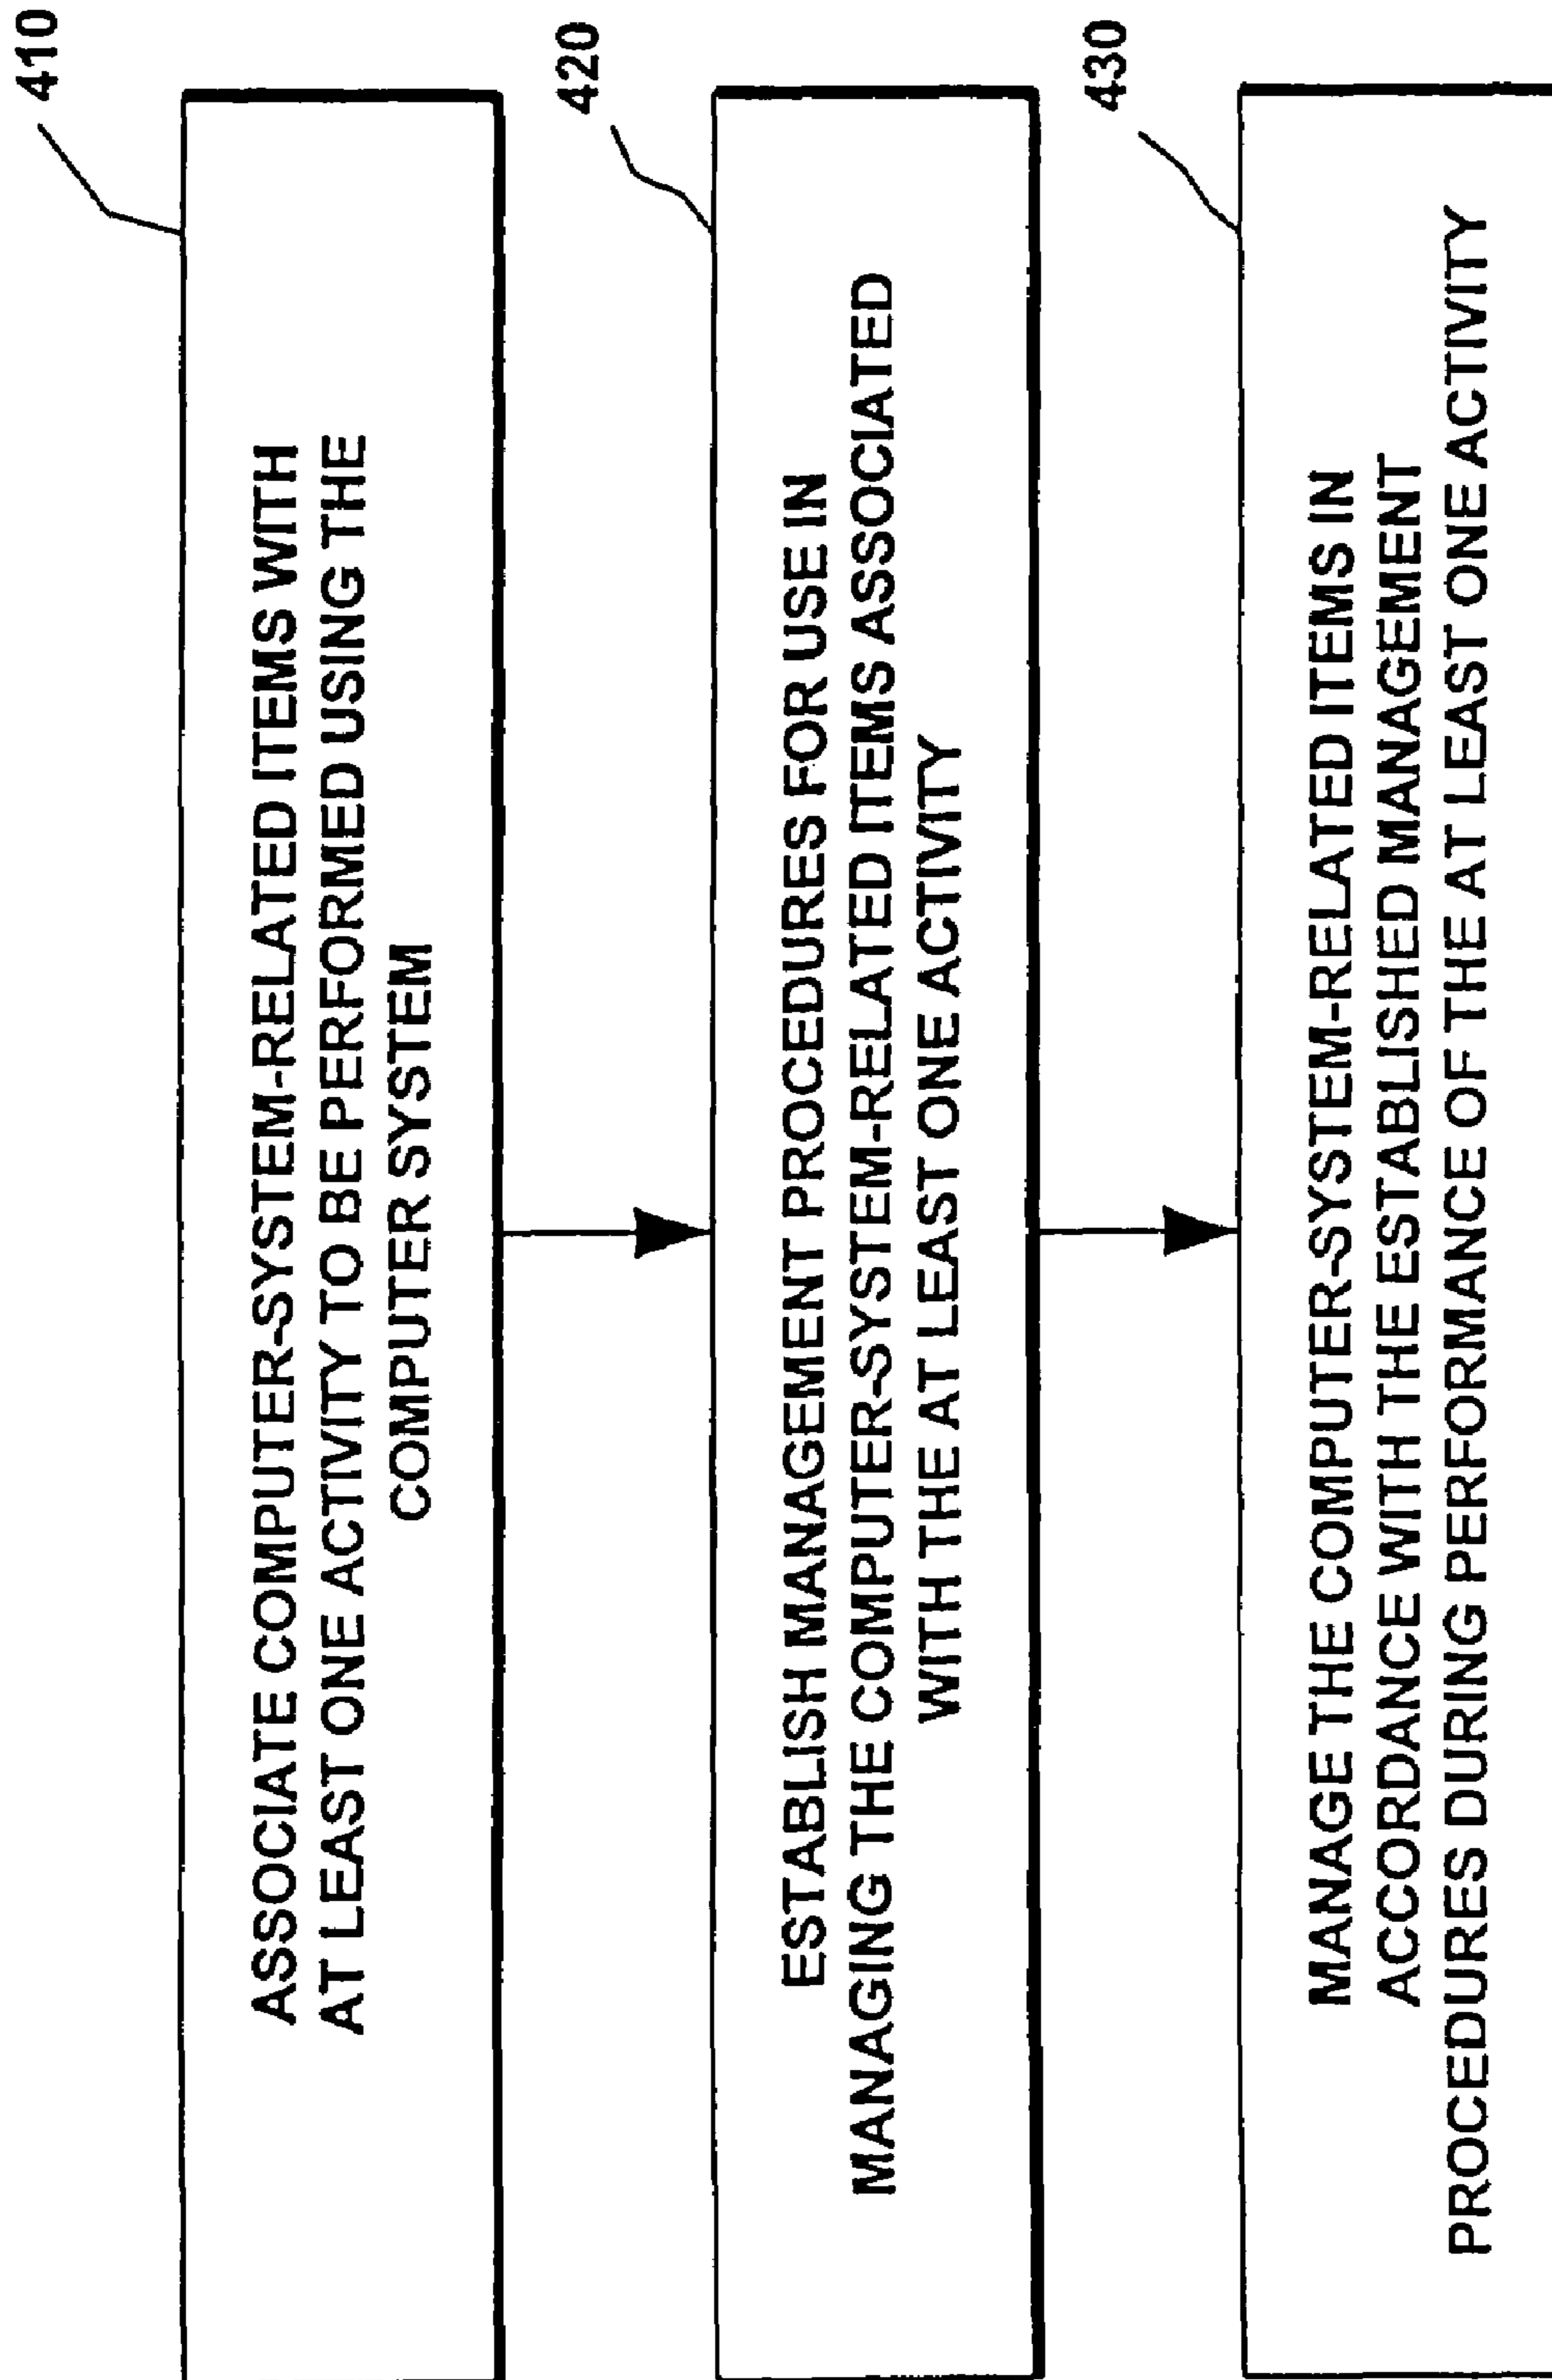 410
ASSOCIATE COMPUTER-SYSTEM-RELATED ITEMS WITH
AT LEAST ONE ACTIVITY TO BE PERFORMED USING THE
COMPUTER SYSTEM
420
ESTABLISH MANAGEMENT PROCEDURES FOR USE IN
MANAGING THE COMPUTER-SYSTEM-RELATED ITEMS ASSOCIATED
WITH THE AT LEAST ONE ACTIVITY
430
MANAGE THE COMPUTER-SYSTEM-RELATED ITEMS IN
ACCORDANCE WITH THE ESTABLISHED MANAGEMENT
PROCEDURES DURING PERFORMANCE OF THE AT LEAST ONE ACTIVITY